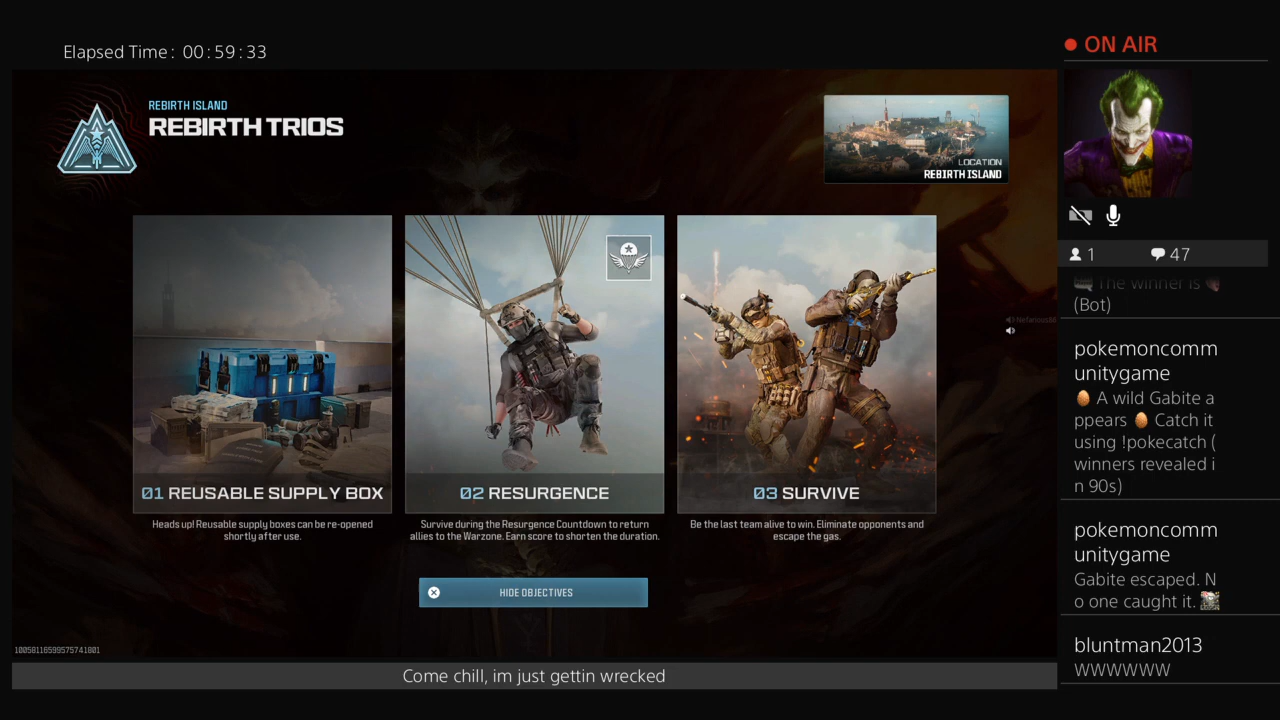 Elapsed Time: 00:59:33
ON AIR
REBIRTH ISLAND
REBIRTH TRIOS
LOCATION
REBIRTH ISLAND
1
47
The winner is
(Bot)
pokemoncomm
unitygame
A wild Gabite a
ppears Catch it
using !pokecatch (
winners revealed i
n 90s)
pokemoncomm
unitygame
Gabite escaped. N
o one caught it.
bluntman2013
WWWWWW
01 REUSABLE SUPPLY BOX
Heads up! Reusable supply boxes can be re-opened
shortly after use.
02 RESURGENCE
Survive during the Resurgence Countdown to return
allies to the Warzone. Earn score to shorten the duration.
03 SURVIVE
Be the last team alive to win. Eliminate opponents and
escape the gas.
HIDE OBJECTIVES
Come chill, im just gettin wrecked